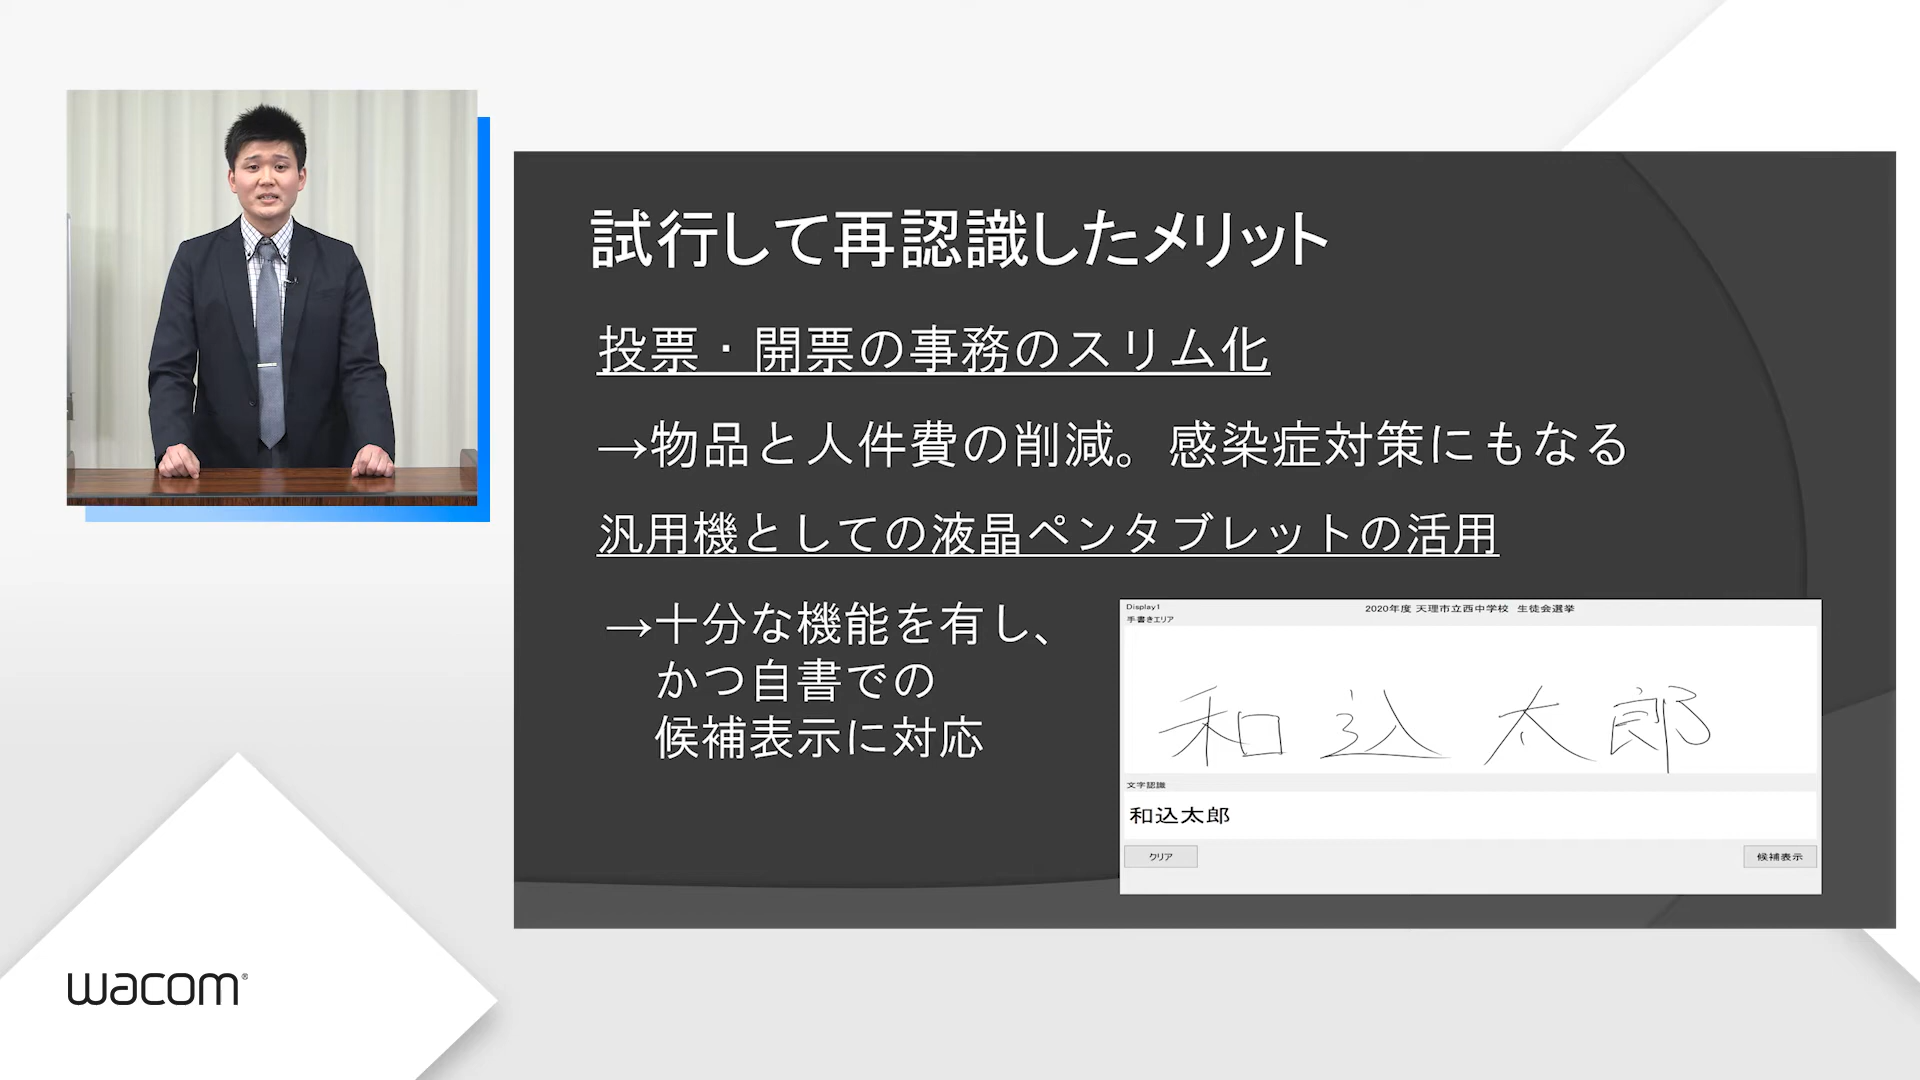 試行して再認識したメリット
投票・開票の事務のスリム化
→物品と人件費の削減。感染症対策にもなる
汎用機としての液晶ペンタブレットの活用
→十分な機能を有し、
かつ自書での
候補表示に対応
Display1
2020年度 天理市立西中学校 生徒会選挙
手書きエリア
和込太郎
文字認識
和込太郎
クリア
候補表示
wacom®